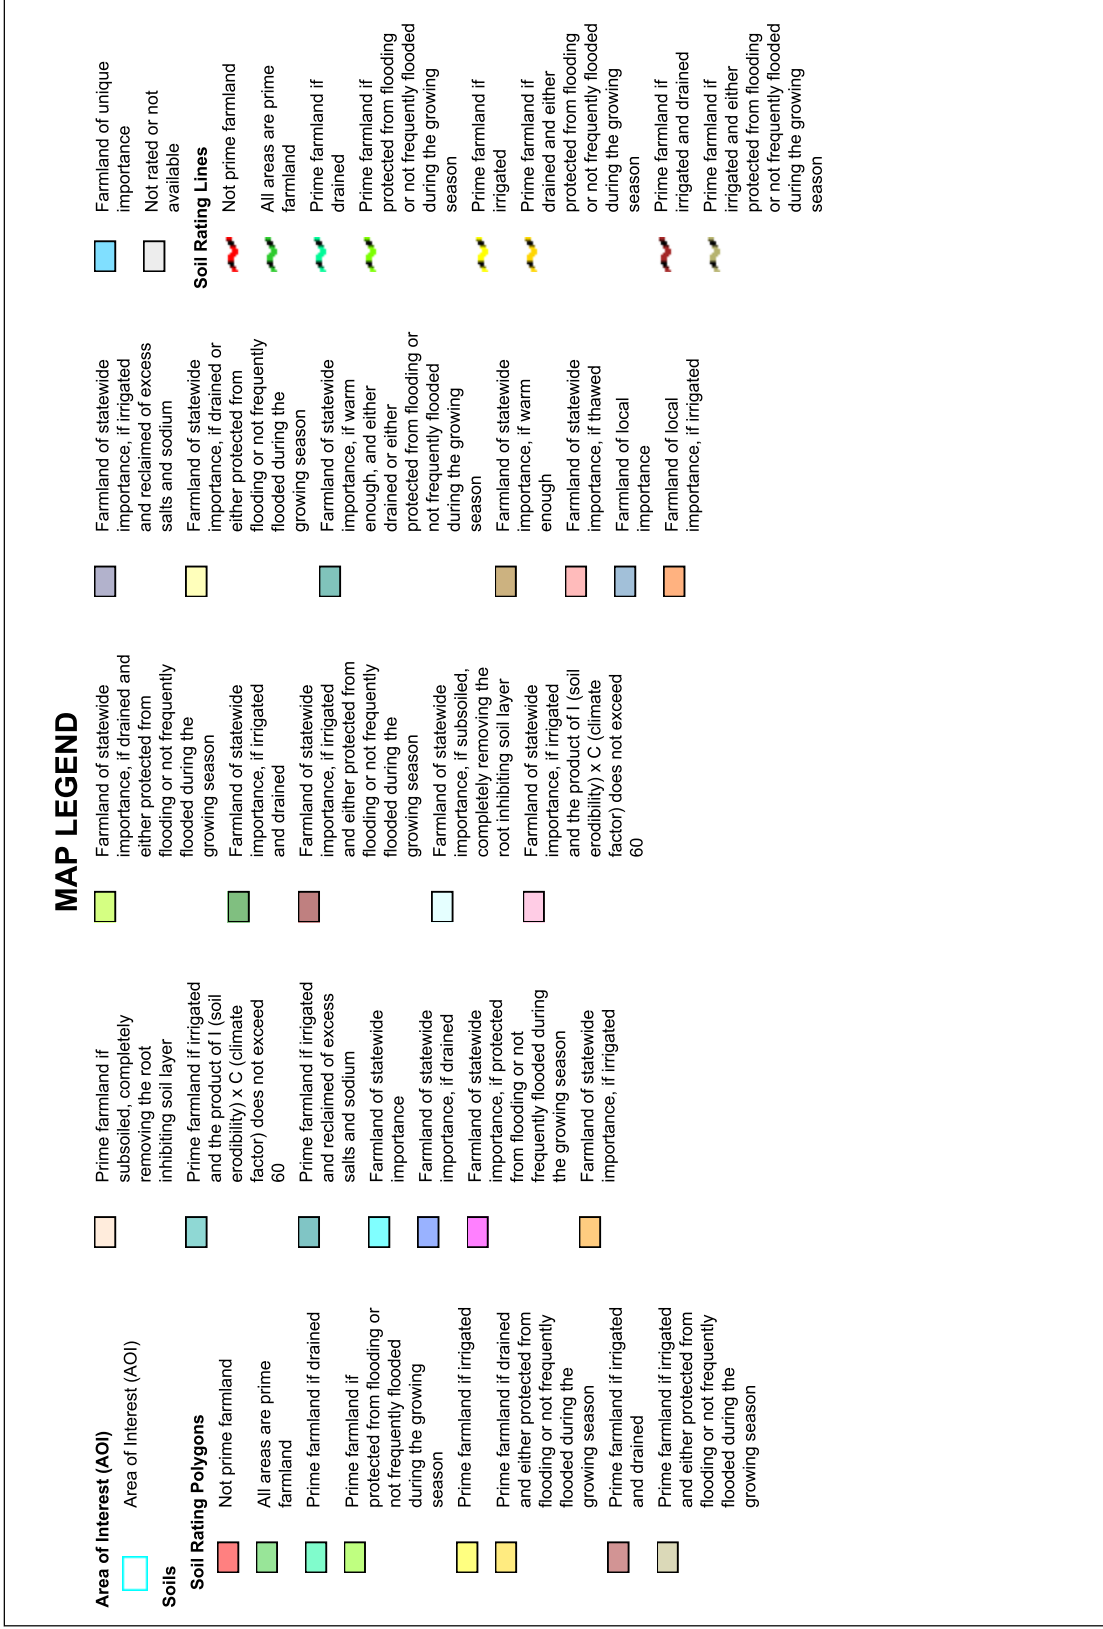 MAP LEGEND
Area of Interest (AOI)
Area of Interest (AOI)
Soils
Soil Rating Polygons
Not prime farmland
All areas are prime
farmland
Prime farmland if drained
Prime farmland if
protected from flooding or
not frequently flooded
during the growing
season
Prime farmland if irrigated
Prime farmland if drained
and either protected from
flooding or not frequently
flooded during the
growing season
Prime farmland if irrigated
and drained
Prime farmland if irrigated
and either protected from
flooding or not frequently
flooded during the
growing season
Prime farmland if
subsoiled, completely
removing the root
inhibiting soil layer
Prime farmland if irrigated
and the product of I (soil
erodibility) x C (climate
factor) does not exceed
60
Prime farmland if irrigated
and reclaimed of excess
salts and sodium
Farmland of statewide
importance
Farmland of statewide
importance, if drained
Farmland of statewide
importance, if protected
from flooding or not
frequently flooded during
the growing season
Farmland of statewide
importance, if irrigated
Farmland of statewide
importance, if drained and
either protected from
flooding or not frequently
flooded during the
growing season
Farmland of statewide
importance, if irrigated
and drained
Farmland of statewide
importance, if irrigated
and either protected from
flooding or not frequently
flooded during the
growing season
Farmland of statewide
importance, if subsoiled,
completely removing the
root inhibiting soil layer
Farmland of statewide
importance, if irrigated
and the product of I (soil
erodibility) x C (climate
factor) does not exceed
60
Farmland of statewide
importance, if irrigated
and reclaimed of excess
salts and sodium
Farmland of statewide
importance, if drained or
either protected from
flooding or not frequently
flooded during the
growing season
Farmland of statewide
importance, if warm
enough, and either
drained or either
protected from flooding or
not frequently flooded
during the growing
season
Farmland of statewide
importance, if warm
enough
Farmland of statewide
importance, if thawed
Farmland of local
importance
Farmland of local
importance, if irrigated
Farmland of unique
importance
Not rated or not
available
Soil Rating Lines
Not prime farmland
All areas are prime
farmland
Prime farmland if
drained
Prime farmland if
protected from flooding
or not frequently flooded
during the growing
season
Prime farmland if
irrigated
Prime farmland if
drained and either
protected from flooding
or not frequently flooded
during the growing
season
Prime farmland if
irrigated and drained
Prime farmland if
irrigated and either
protected from flooding
or not frequently flooded
during the growing
season